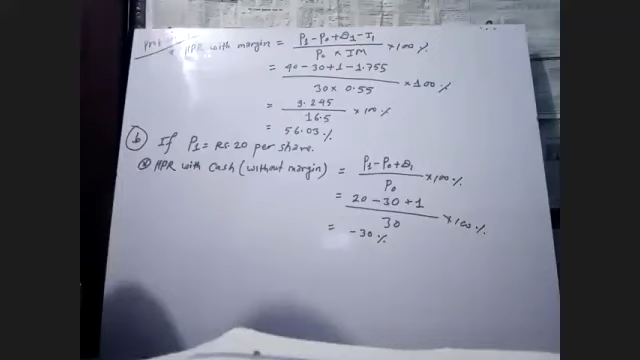 HPR with margin = P1 - P0 + D1 - I1 / P0 × IM × 100 %
= 40 - 30 + 1 - 1.755 / 30 × 0.55 × 100 %
= 9.245 / 16.5 × 100 %
= 56.03 %
(b) If P1 = Rs. 20 per share.
HPR with Cash (without margin) = P1 - P0 + D1 / P0 × 100 %
= 20 - 30 + 1 / 30 × 100 %
= -30 %